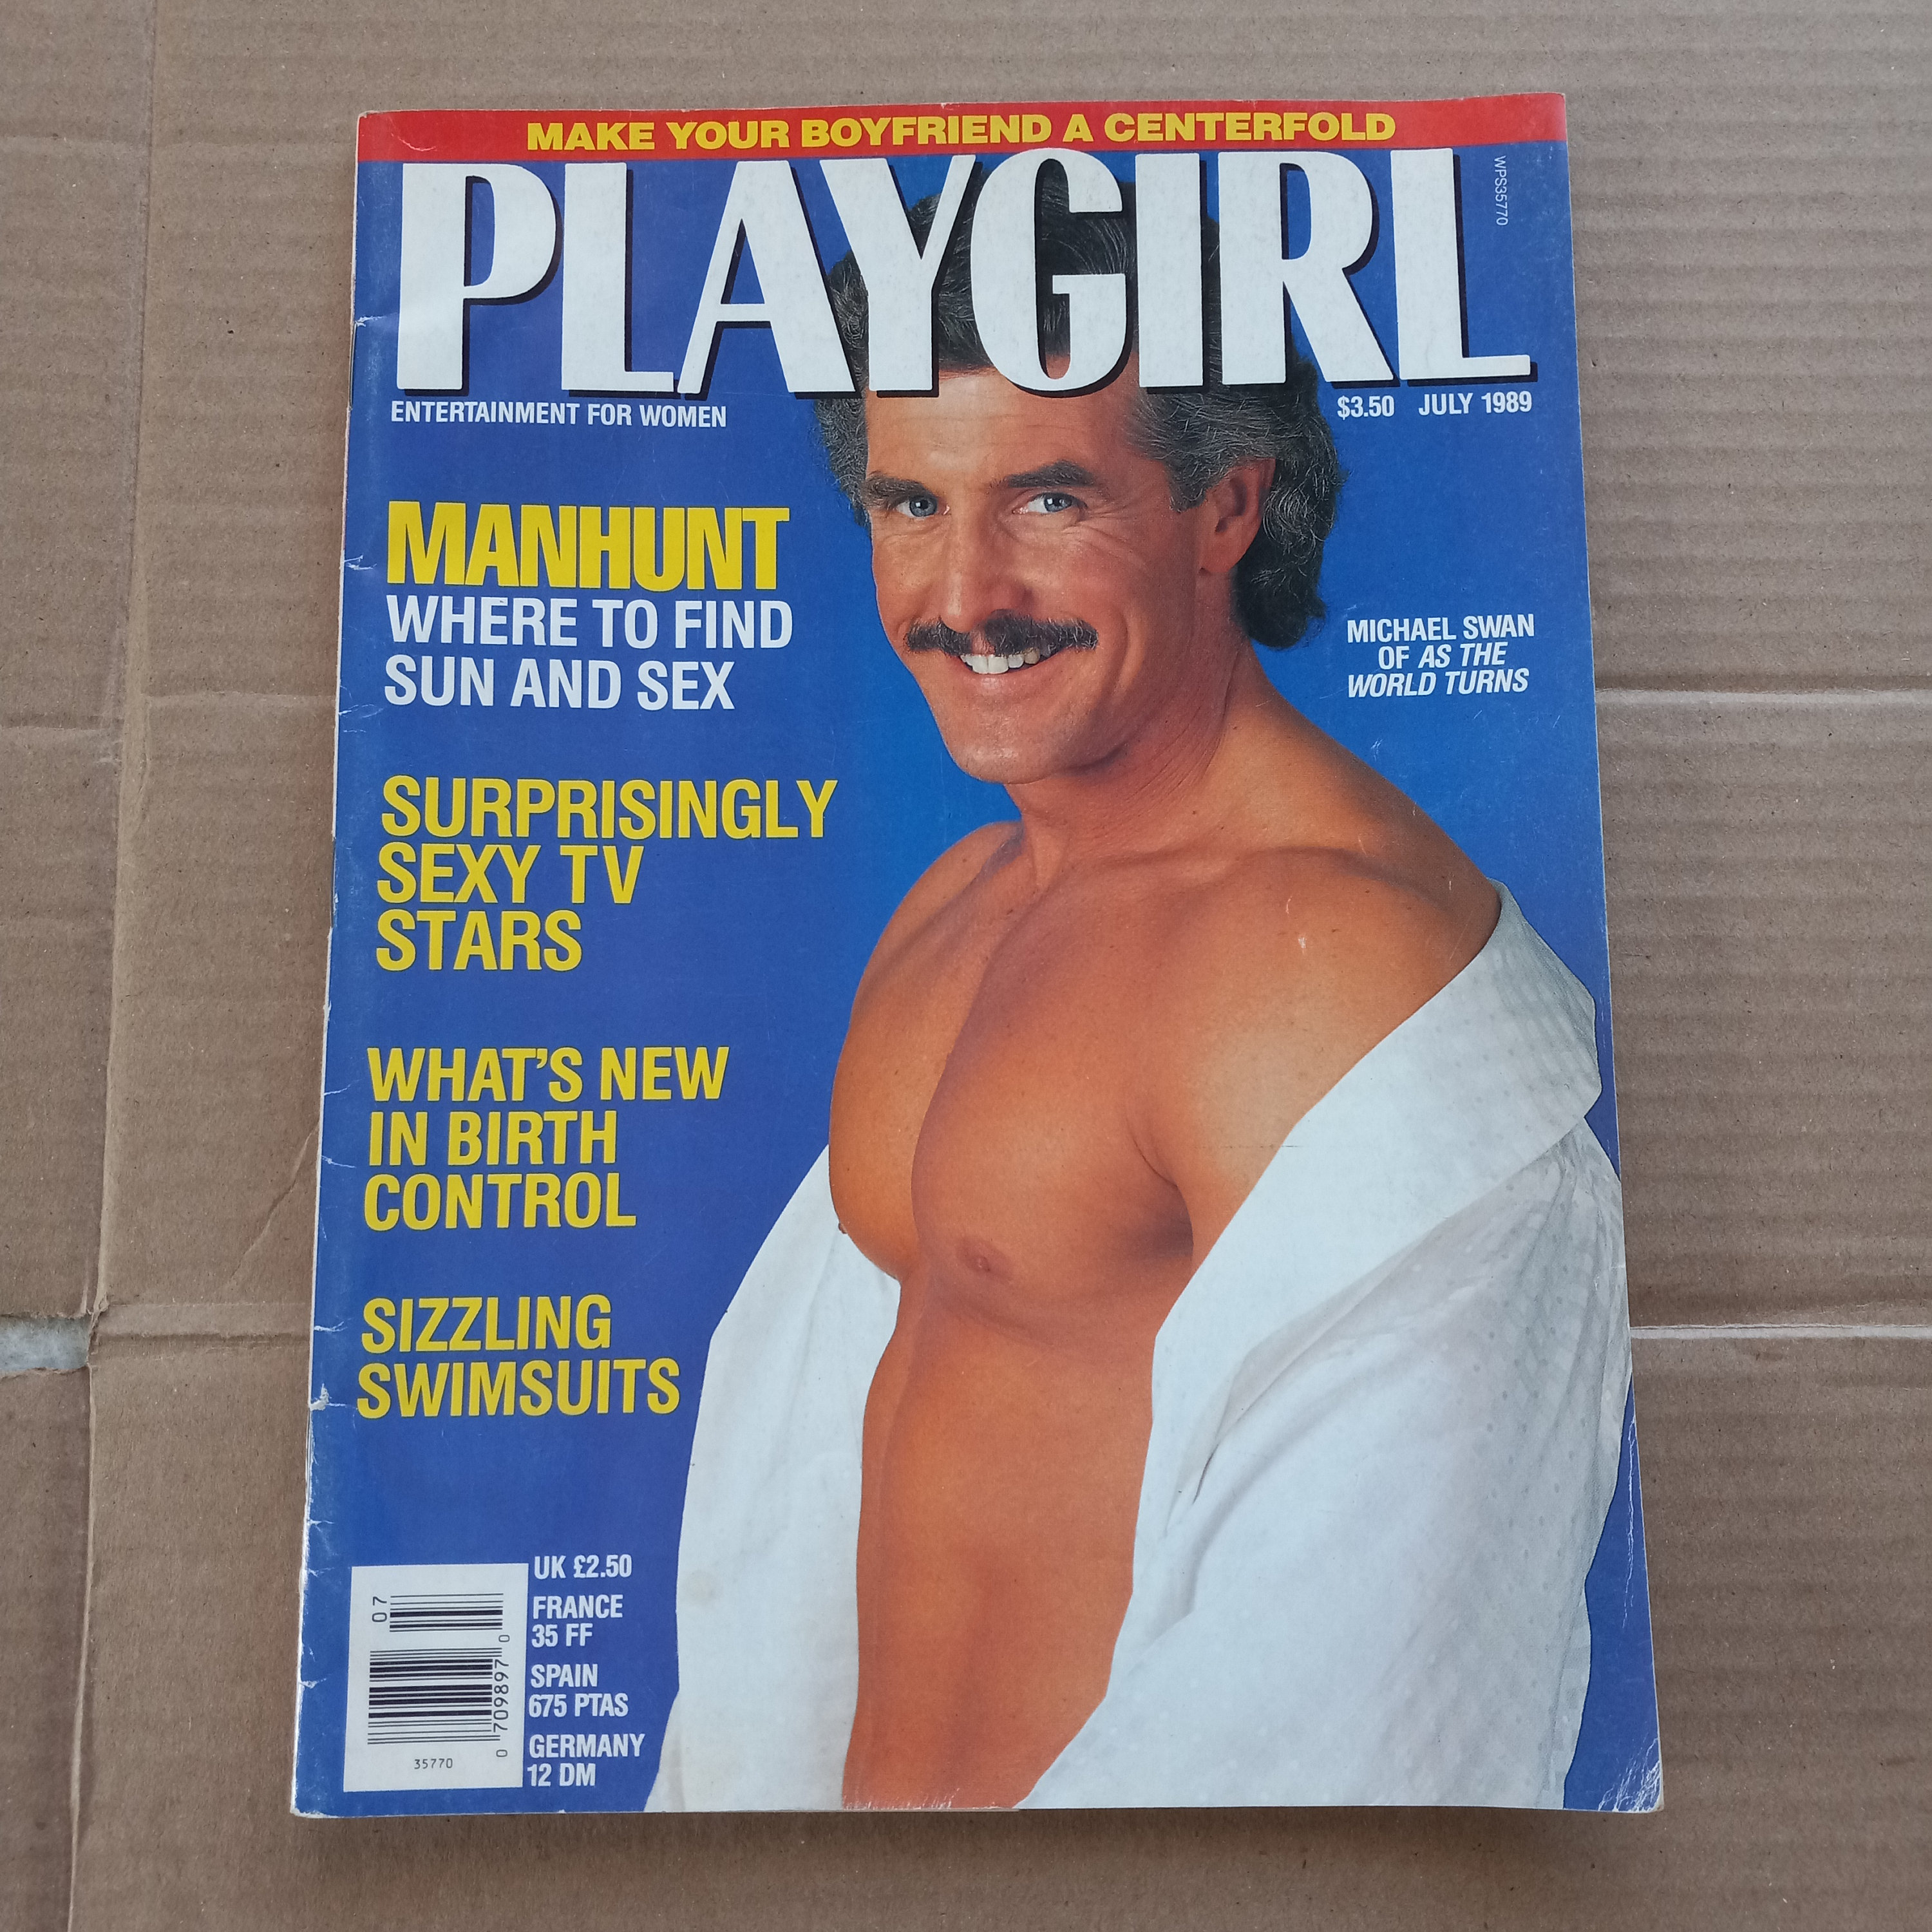 MAKE YOUR BOYFRIEND A CENTERFOLD
PLAYGIRL
WPS35770
ENTERTAINMENT FOR WOMEN
$3.50 JULY 1989
MANHUNT
WHERE TO FIND
SUN AND SEX
MICHAEL SWAN
OF AS THE
WORLD TURNS
SURPRISINGLY
SEXY TV
STARS
WHAT'S NEW
IN BIRTH
CONTROL
SIZZLING
SWIMSUITS
UK £2.50
FRANCE
35 FF
SPAIN
675 PTAS
GERMANY
12 DM
07
0 709897 0
35770